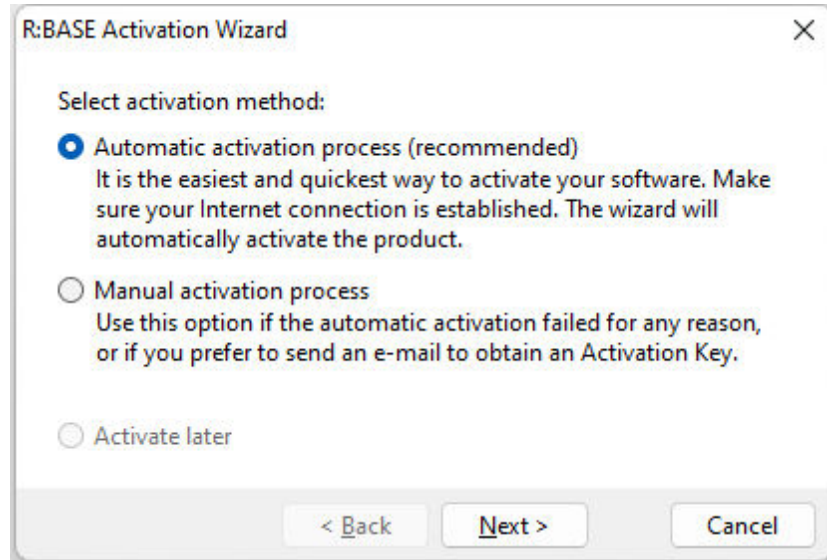 R:BASE Activation Wizard
Select activation method:
Automatic activation process (recommended)
It is the easiest and quickest way to activate your software. Make
sure your Internet connection is established. The wizard will
automatically activate the product.
Manual activation process
Use this option if the automatic activation failed for any reason,
or if you prefer to send an e-mail to obtain an Activation Key.
Activate later
< Back Next > Cancel